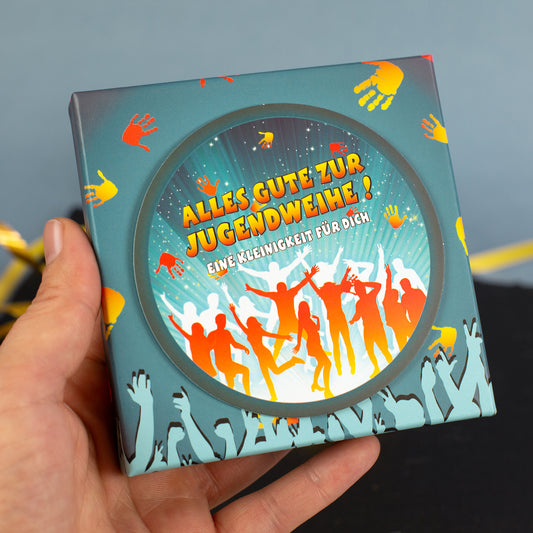 ALLES GUTE ZUR
JUGENDWEIHE !
EINE KLEINIGKEIT FÜR DICH